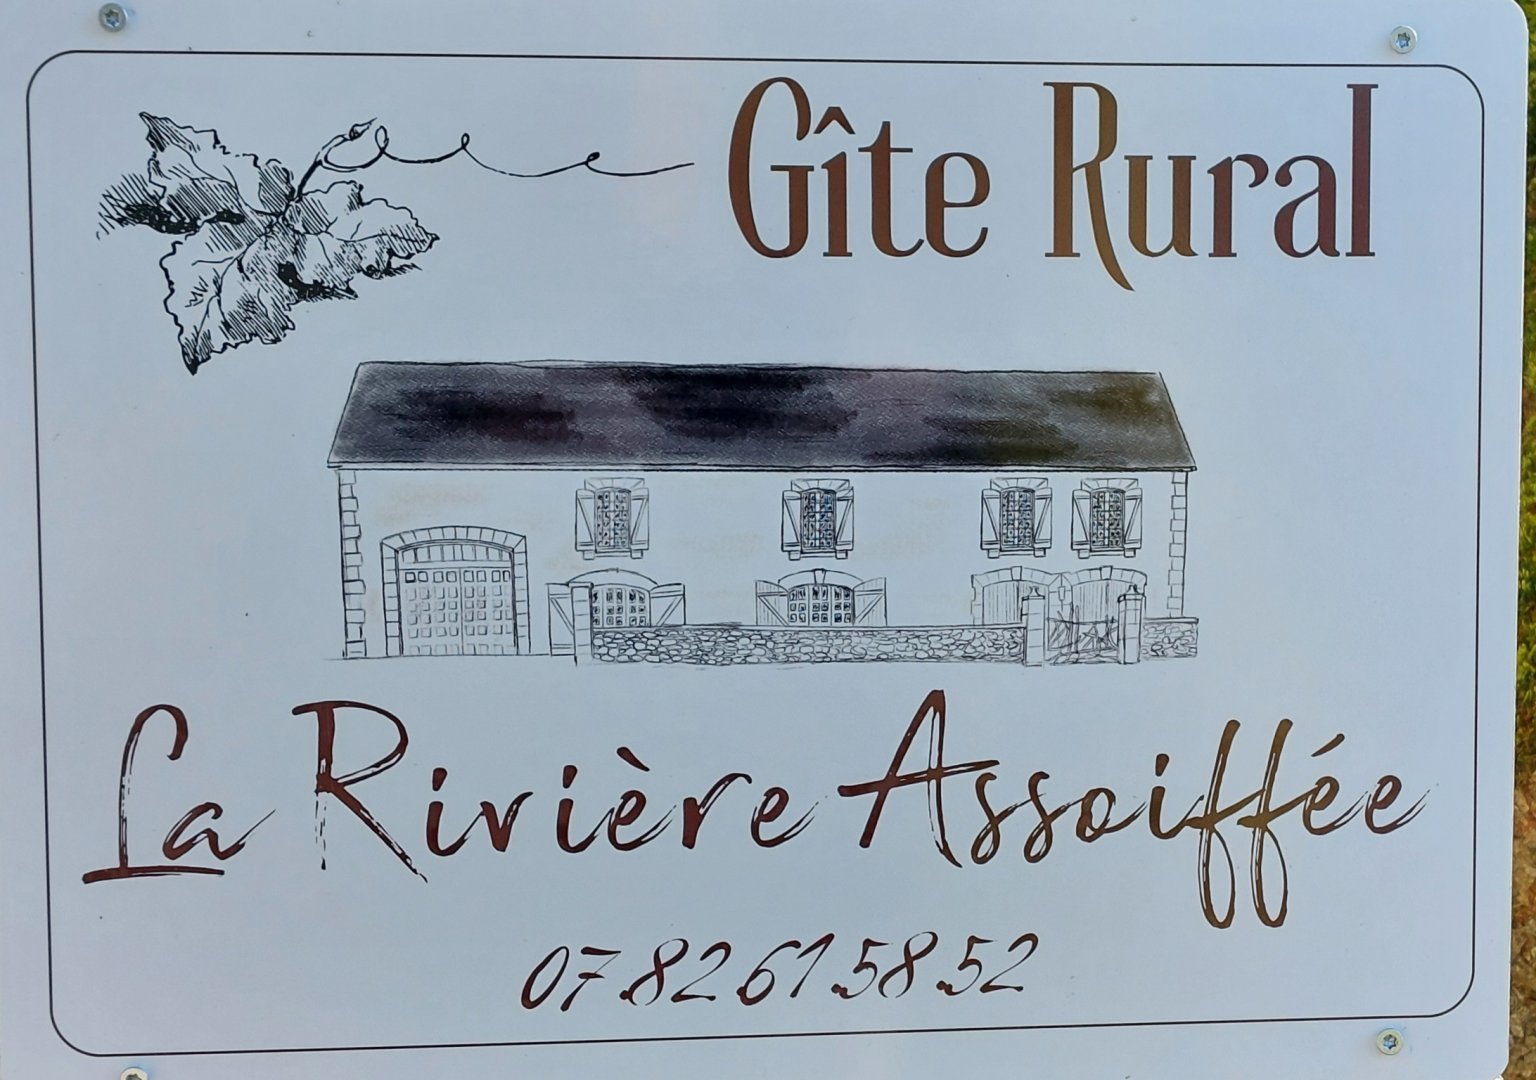 Gîte Rural
La Rivière Assoiffée
07.82.61.58.52